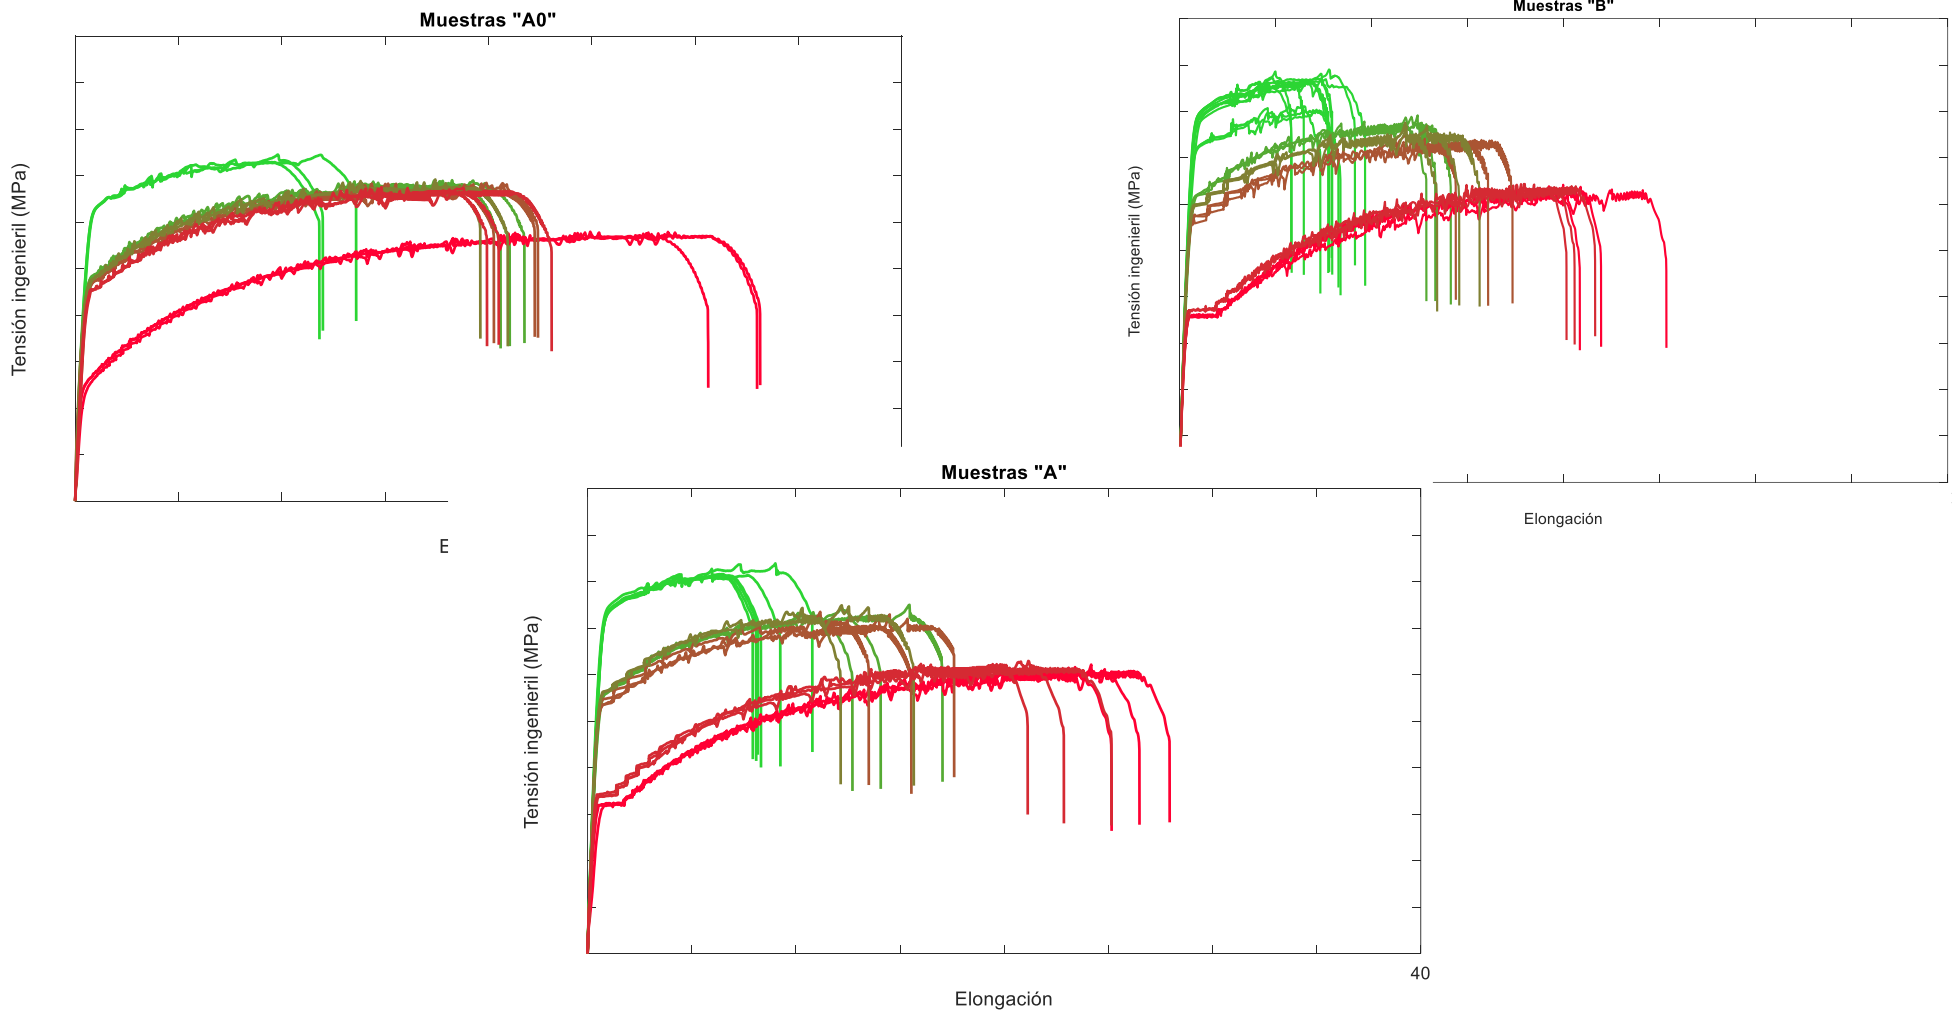 Muestras "A0"
Tensión ingenieril (MPa)
E
Muestras "B"
Tensión ingenieril (MPa)
Elongación
Muestras "A"
Tensión ingenieril (MPa)
40
Elongación